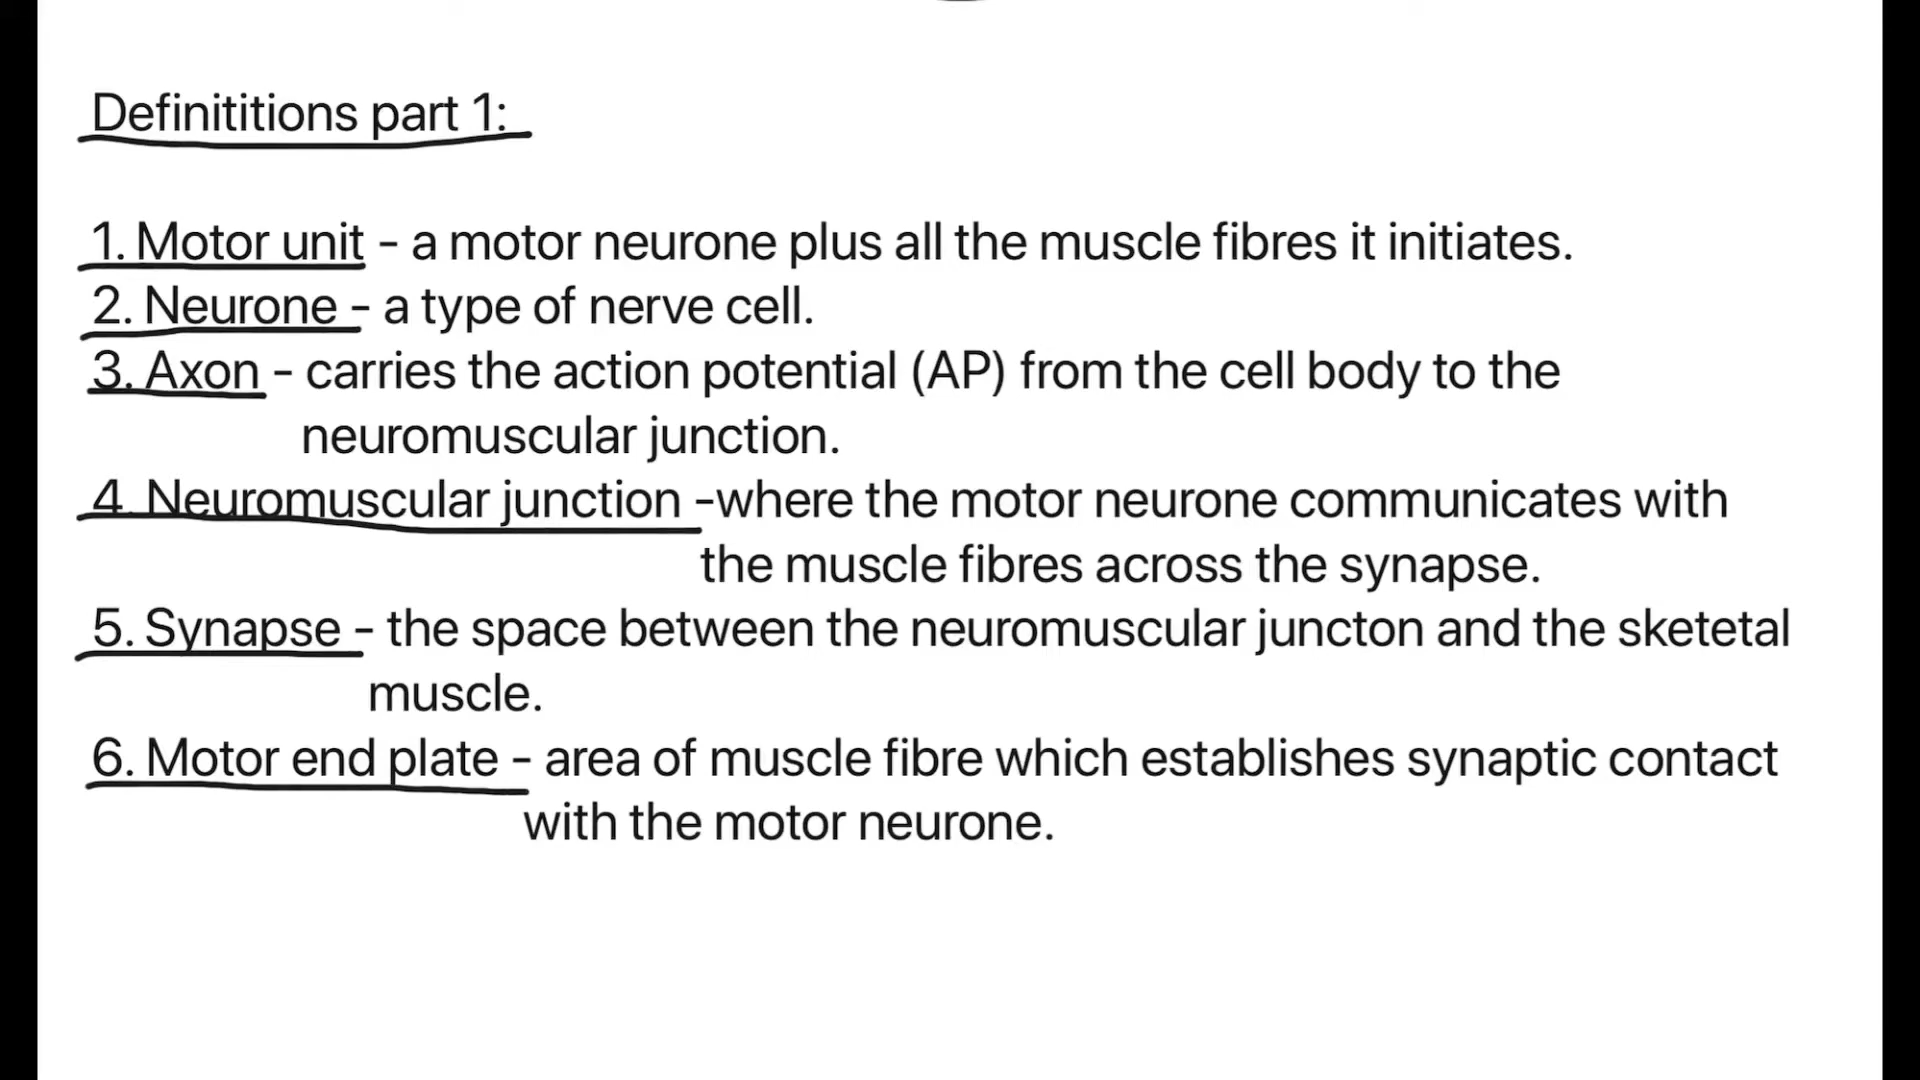 Definititions part 1:
1. Motor unit - a motor neurone plus all the muscle fibres it initiates.
2. Neurone - a type of nerve cell.
3. Axon - carries the action potential (AP) from the cell body to the
neuromuscular junction.
4. Neuromuscular junction -where the motor neurone communicates with
the muscle fibres across the synapse.
5. Synapse - the space between the neuromuscular juncton and the sketetal
muscle.
6. Motor end plate - area of muscle fibre which establishes synaptic contact
with the motor neurone.